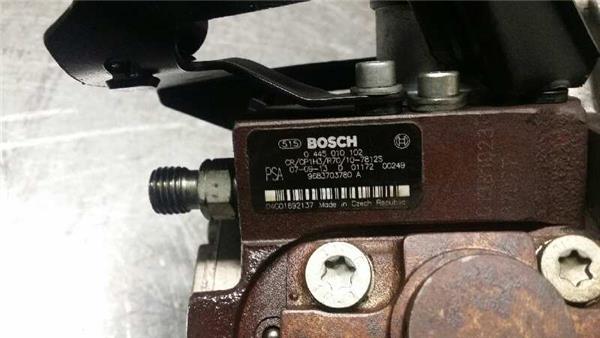 515 BOSCH
0 445 010 102
CR/CP1H3/R70/10-7812S
PSA 07-09-13 D 01172 00249
9683703780 A
04C01692137 Made in Czech Republic